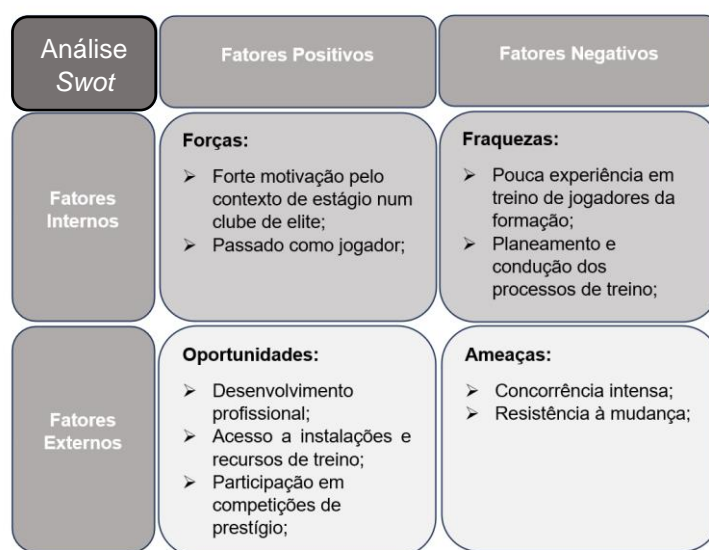 Análise
Swot
Fatores Positivos
Fatores Negativos
Fatores
Internos
Forças:
➢ Forte motivação pelo
contexto de estágio num
clube de elite;
➢ Passado como jogador;
Fraquezas:
➢ Pouca experiência em
treino de jogadores da
formação;
➢ Planeamento e
condução dos
processos de treino;
Fatores
Externos
Oportunidades:
➢ Desenvolvimento
profissional;
➢ Acesso a instalações e
recursos de treino;
➢ Participação em
competições de
prestígio;
Ameaças:
➢ Concorrência intensa;
➢ Resistência à mudança;